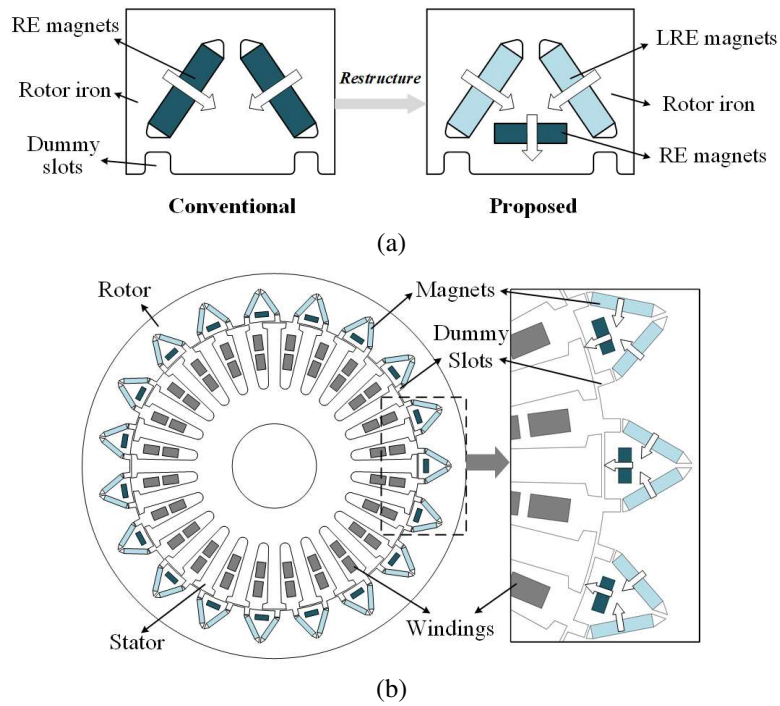 RE magnets
Rotor iron
Dummy
slots
Restructure
LRE magnets
Rotor iron
RE magnets
Conventional
Proposed
(a)
Rotor
Magnets
Dummy
Slots
Stator
Windings
(b)